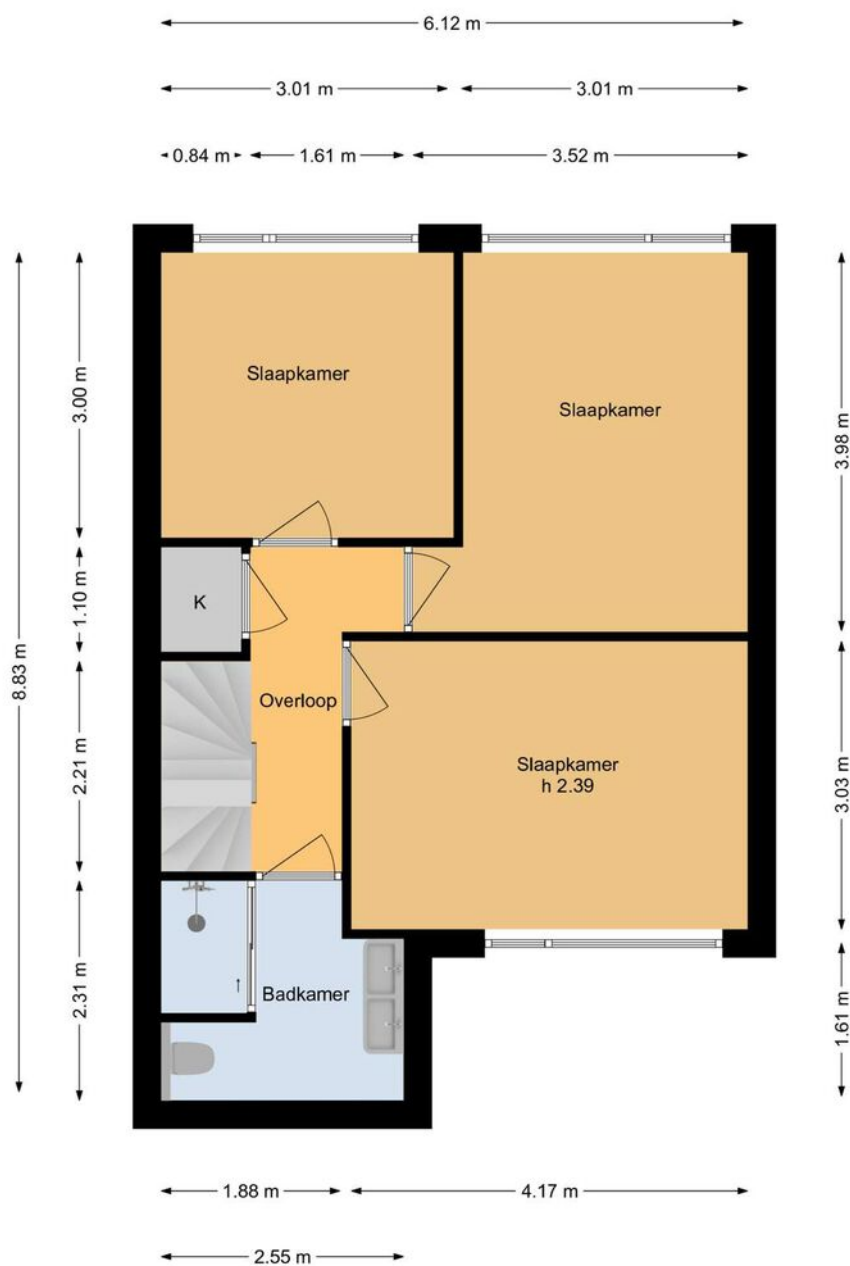 6.12 m
3.01 m
3.01 m
0.84 m
1.61 m
3.52 m
Slaapkamer
Slaapkamer
3.00 m
3.98 m
K
1.10 m
8.83 m
Overloop
2.21 m
Slaapkamer
h 2.39
3.03 m
Badkamer
2.31 m
1.61 m
1.88 m
4.17 m
2.55 m